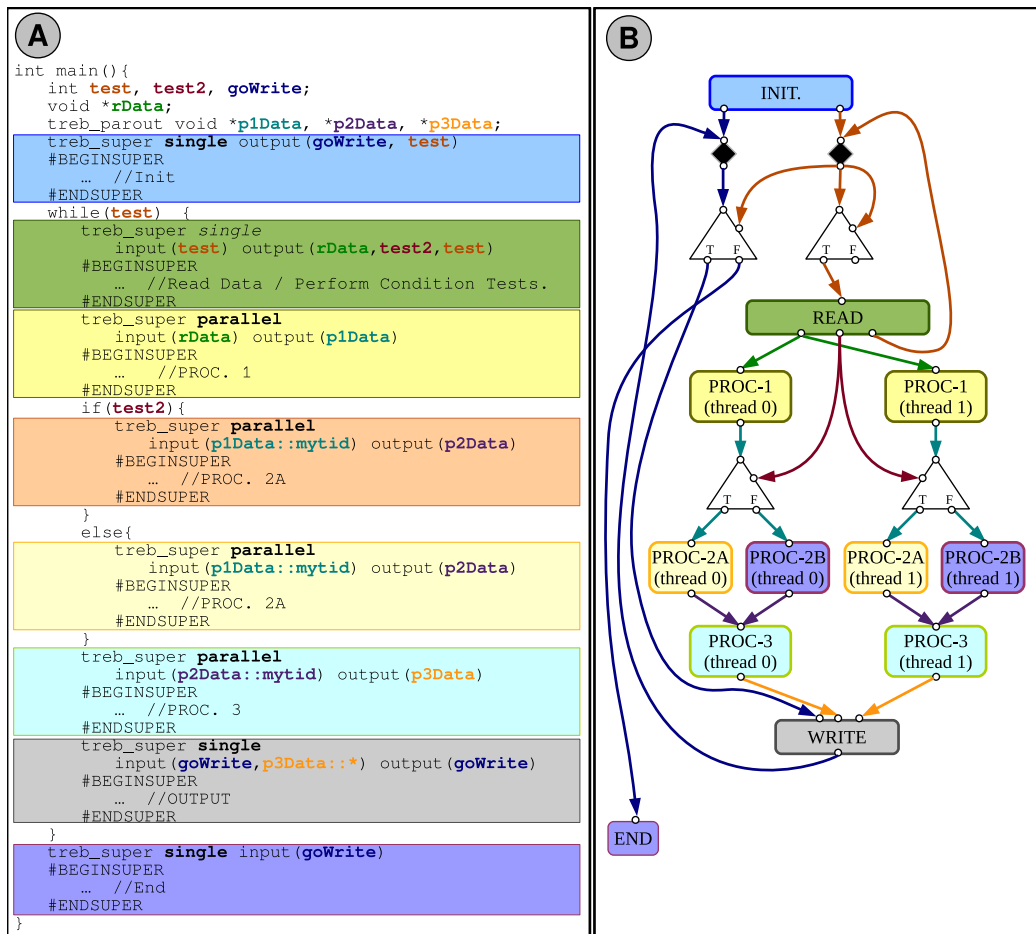 A
int main(){
int test, test2, goWrite;
void *rData;
treb_parout void *p1Data, *p2Data, *p3Data;
treb_super single output(goWrite, test)
#BEGINSUPER
… //Init
#ENDSUPER
while(test) {
treb_super single
input(test) output(rData,test2,test)
#BEGINSUPER
… //Read Data / Perform Condition Tests.
#ENDSUPER
treb_super parallel
input(rData) output(p1Data)
#BEGINSUPER
… //PROC. 1
#ENDSUPER
if(test2){
treb_super parallel
input(p1Data::mytid) output(p2Data)
#BEGINSUPER
… //PROC. 2A
#ENDSUPER
}
else{
treb_super parallel
input(p1Data::mytid) output(p2Data)
#BEGINSUPER
… //PROC. 2A
#ENDSUPER
}
treb_super parallel
input(p2Data::mytid) output(p3Data)
#BEGINSUPER
… //PROC. 3
#ENDSUPER
treb_super single
input(goWrite,p3Data::*) output(goWrite)
#BEGINSUPER
… //OUTPUT
#ENDSUPER
}
treb_super single input(goWrite)
#BEGINSUPER
… //End
#ENDSUPER
}
B
INIT.
T F
T F
READ
PROC-1
(thread 0)
PROC-1
(thread 1)
T F
T F
PROC-2A
(thread 0)
PROC-2B
(thread 0)
PROC-2A
(thread 1)
PROC-2B
(thread 1)
PROC-3
(thread 0)
PROC-3
(thread 1)
WRITE
END